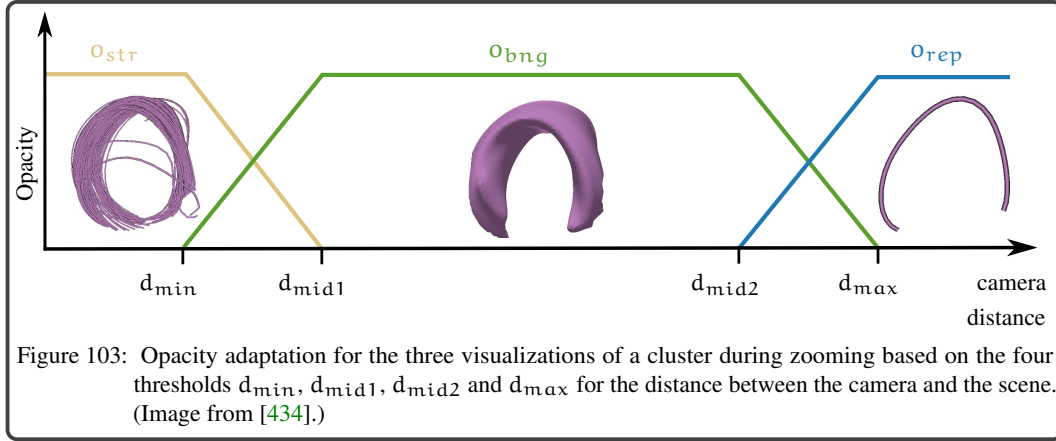 o_str o_bng o_rep
Opacity
d_min d_mid1 d_mid2 d_max camera
distance
Figure 103: Opacity adaptation for the three visualizations of a cluster during zooming based on the four
thresholds d_min, d_mid1, d_mid2 and d_max for the distance between the camera and the scene.
(Image from [434].)